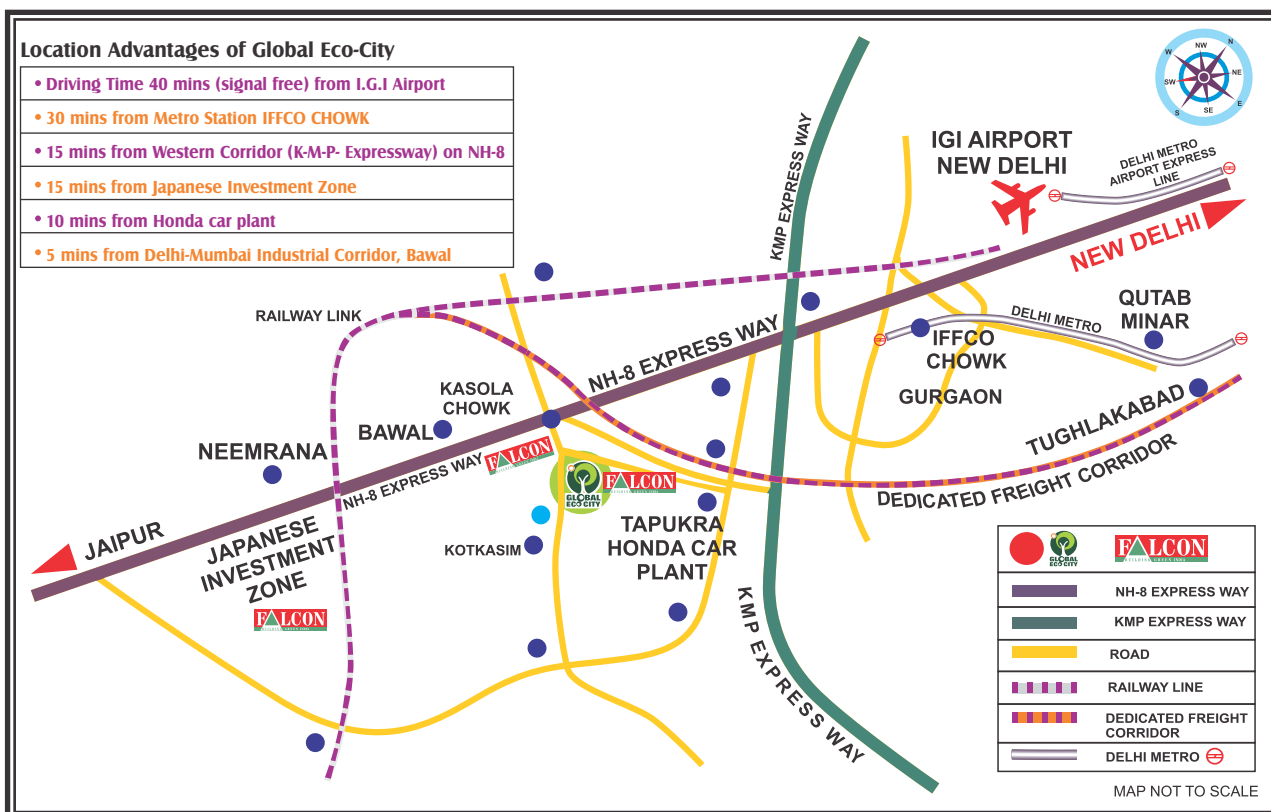 Location Advantages of Global Eco-City
• Driving Time 40 mins (signal free) from I.G.I Airport
• 30 mins from Metro Station IFFCO CHOWK
• 15 mins from Western Corridor (K-M-P- Expressway) on NH-8
• 15 mins from Japanese Investment Zone
• 10 mins from Honda car plant
• 5 mins from Delhi-Mumbai Industrial Corridor, Bawal
W
NW
N
SW
NE
S
SE
E
KMP EXPRESS WAY
IGI AIRPORT
NEW DELHI
DELHI METRO
AIRPORT EXPRESS
LINE
NEW DELHI
RAILWAY LINK
NH-8 EXPRESS WAY
DELHI METRO
QUTAB
MINAR
IFFCO
CHOWK
GURGAON
KASOLA
CHOWK
BAWAL
NEEMRANA
NH-8 EXPRESS WAY
FALCON
GLOBAL
ECO CITY
FALCON
TUGHLAKABAD
DEDICATED FREIGHT CORRIDOR
JAIPUR
JAPANESE
INVESTMENT
ZONE
FALCON
KOTKASIM
TAPUKRA
HONDA CAR
PLANT
KMP EXPRESS WAY
GLOBAL
ECO CITY
FALCON
NH-8 EXPRESS WAY
KMP EXPRESS WAY
ROAD
RAILWAY LINE
DEDICATED FREIGHT
CORRIDOR
DELHI METRO
MAP NOT TO SCALE